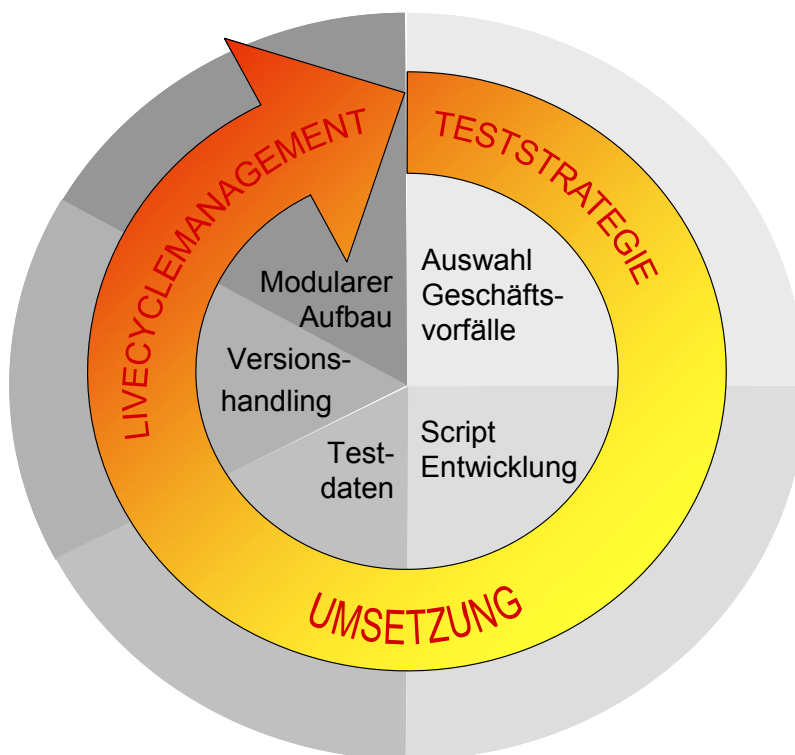 TESTSTRATEGIE
Auswahl
Geschäfts-
vorfälle
Script
Entwicklung
UMSETZUNG
Test-
daten
Versions-
handling
Modularer
Aufbau
LIVECYCLEMANAGEMENT